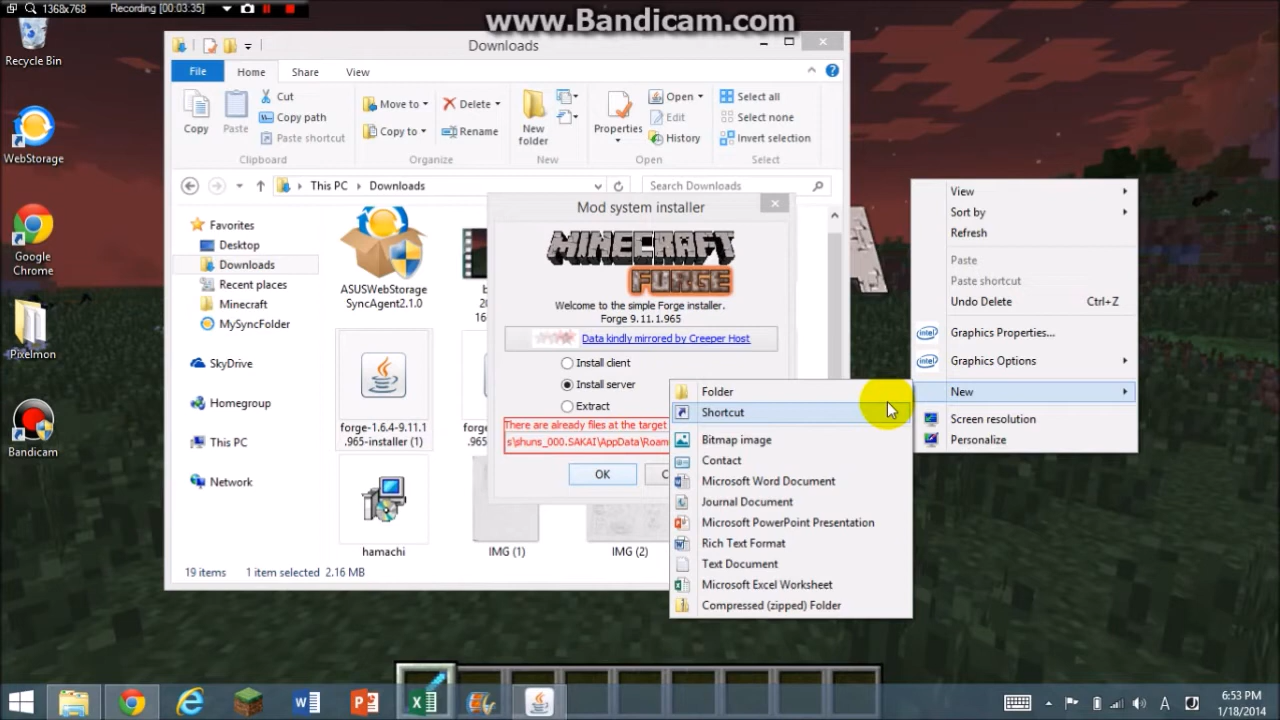 1368x768 Recording [00:03:35]
www.Bandicam.com
Recycle Bin
WebStorage
Google
Chrome
Pixelmon
Bandicam
Downloads
File Home Share View
Copy
Paste
Cut
Copy path
Paste shortcut
Clipboard
Move to
Copy to
Delete
Rename
Organize
New
folder
New
Properties
Open
Edit
History
Open
Select all
Select none
Invert selection
Select
This PC Downloads
Search Downloads
Favorites
Desktop
Downloads
Recent places
Minecraft
MySyncFolder
SkyDrive
Homegroup
This PC
Network
ASUSWebStorage
SyncAgent2.1.0
forge-1.6.4-9.11.1
.965-installer (1)
hamachi
IMG (1)
IMG (2)
19 items 1 item selected 2.16 MB
Mod system installer
MINECRAFT
FORGE
Welcome to the simple Forge installer.
Forge 9.11.1.965
Data kindly mirrored by Creeper Host
Install client
Install server
Extract
There are already files at the target
s\shuns_000.SAKAI\AppData\Roam
OK
Folder
Shortcut
Bitmap image
Contact
Microsoft Word Document
Journal Document
Microsoft PowerPoint Presentation
Rich Text Format
Text Document
Microsoft Excel Worksheet
Compressed (zipped) Folder
View
Sort by
Refresh
Paste
Paste shortcut
Undo Delete Ctrl+Z
Graphics Properties...
Graphics Options
New
Screen resolution
Personalize
6:53 PM
1/18/2014